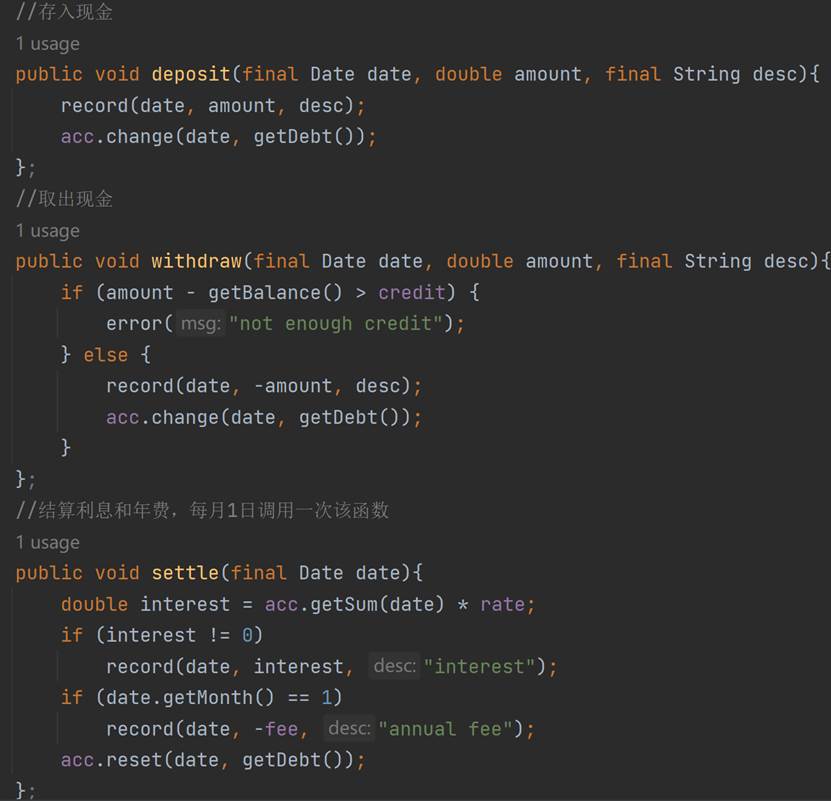 //存入现金
1 usage
public void deposit(final Date date, double amount, final String desc){
record(date, amount, desc);
acc.change(date, getDebt());
};
//取出现金
1 usage
public void withdraw(final Date date, double amount, final String desc){
if (amount - getBalance() > credit) {
error( msg: "not enough credit");
} else {
record(date, -amount, desc);
acc.change(date, getDebt());
}
};
//结算利息和年费，每月1日调用一次该函数
1 usage
public void settle(final Date date){
double interest = acc.getSum(date) * rate;
if (interest != 0)
record(date, interest, desc: "interest");
if (date.getMonth() == 1)
record(date, -fee, desc: "annual fee");
acc.reset(date, getDebt());
};